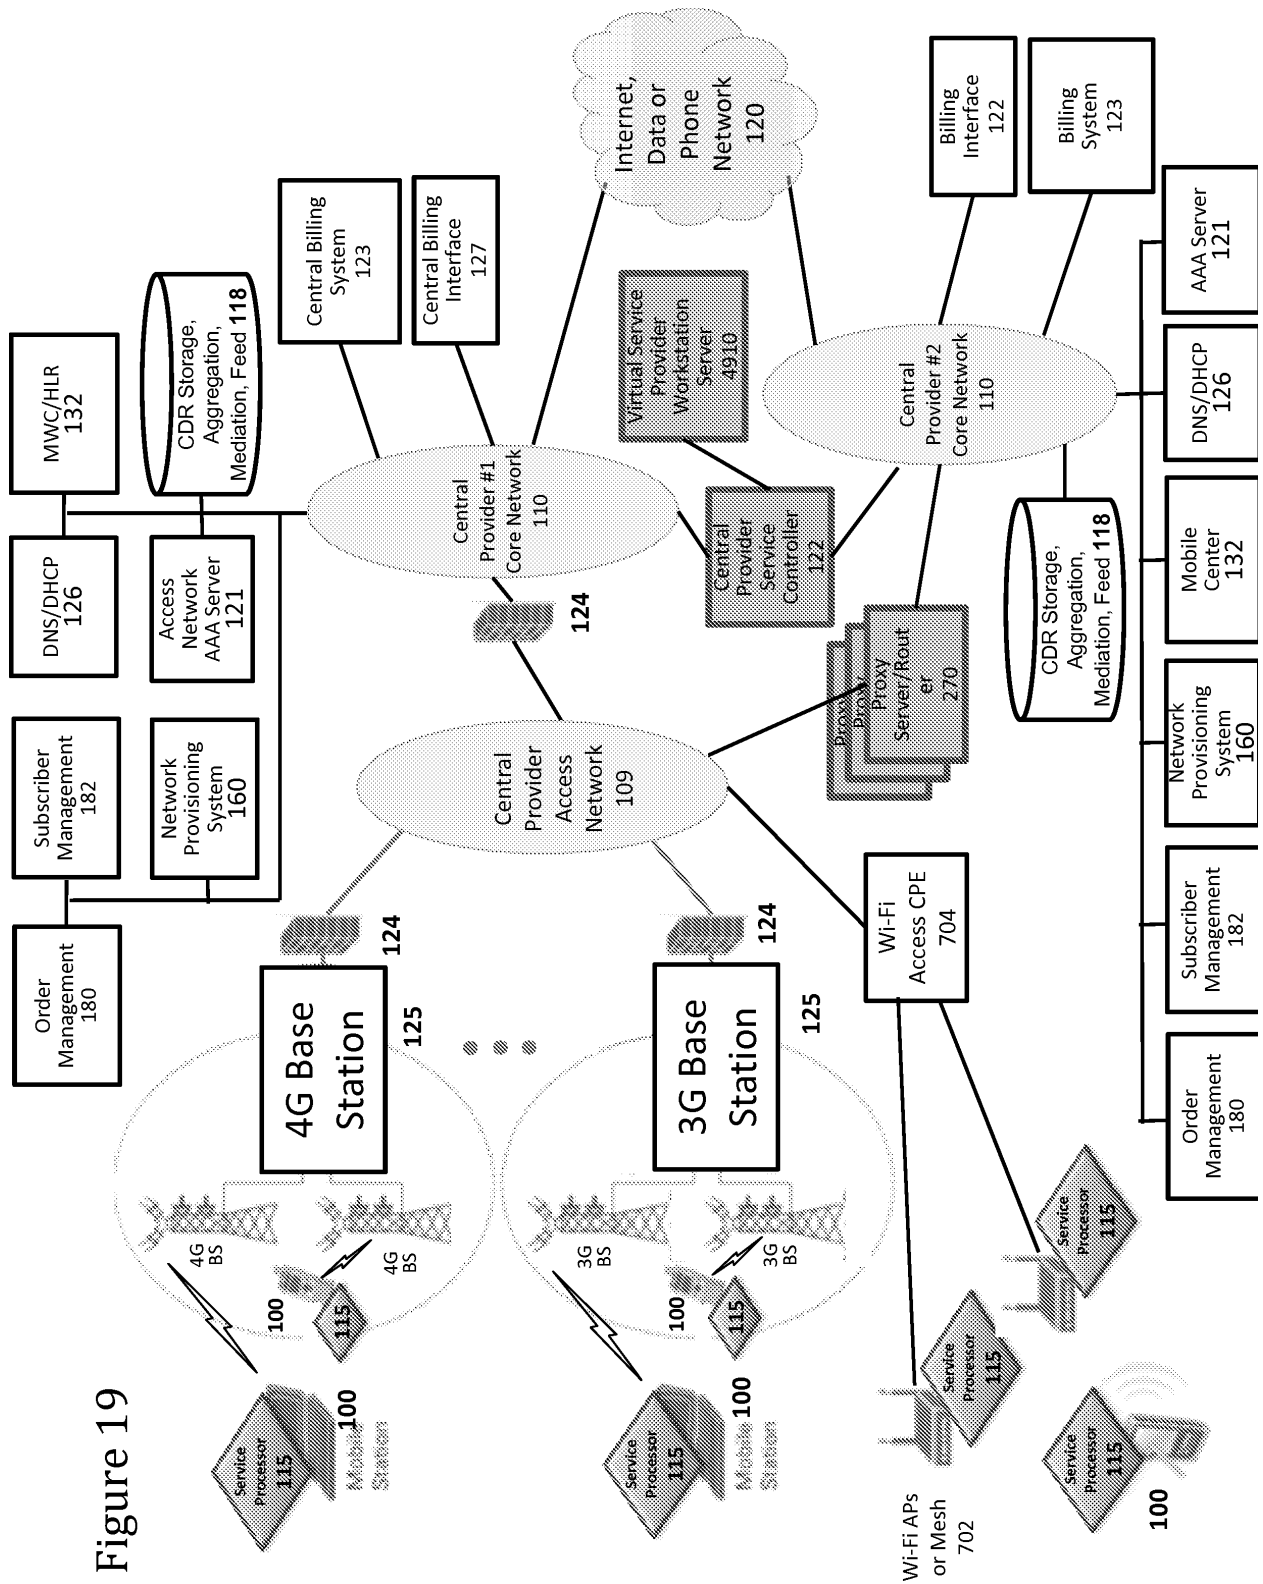 Figure 19
Order
Management
180
Subscriber
Management
182
Network
Provisioning
System
160
DNS/DHCP
126
MWC/HLR
132
Access
Network
AAA Server
121
CDR Storage,
Aggregation,
Mediation, Feed 118
Central Billing
System
123
Central Billing
Interface
127
Service
Processor
115
100
Mobile
Station
4G
BS
100
115
4G
BS
4G Base
Station
125
124
Central
Provider
Access
Network
109
124
Central
Provider #1
Core Network
110
Internet,
Data or
Phone
Network
120
Service
Processor
115
100
Mobile
Station
3G
BS
100
115
3G
BS
3G Base
Station
125
124
Central
Provider
Service
Controller
122
Virtual Service
Provider
Workstation
Server
4910
Central
Provider #2
Core Network
110
Billing
Interface
122
Billing
System
123
Wi-Fi APs
or Mesh
702
Service
Processor
115
Service
Processor
115
Service
Processor
115
100
Wi-Fi
Access CPE
704
Proxy
Proxy
Proxy
Server/Rout
er
270
CDR Storage,
Aggregation,
Mediation, Feed 118
Order
Management
180
Subscriber
Management
182
Network
Provisioning
System
160
Mobile
Center
132
DNS/DHCP
126
AAA Server
121